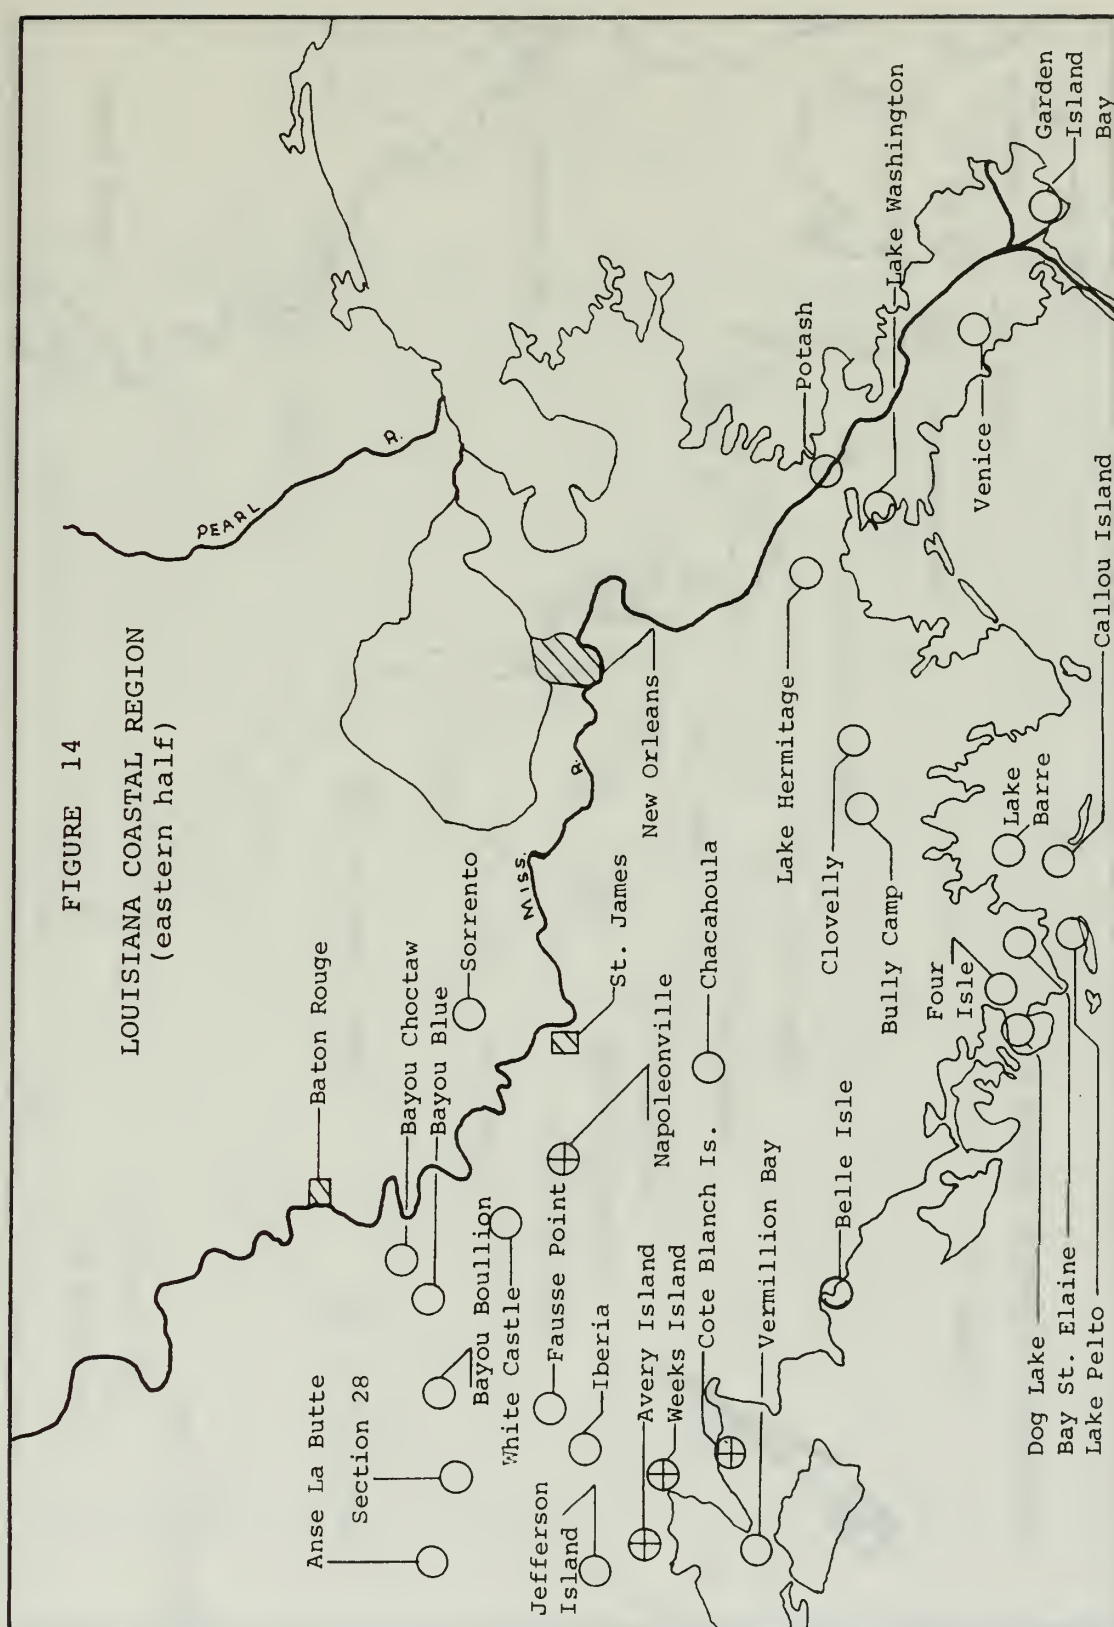 FIGURE 14
LOUISIANA COASTAL REGION
(eastern half)
PEARL
R.
Baton Rouge
Bayou Choctaw
Bayou Blue
Sorrento
MISS.
R.
St. James
New Orleans
Anse La Butte
Section 28
Bayou Boullion
White Castle
Fausse Point
Napoleonville
Iberia
Jefferson
Island
Avery Island
Weeks Island
Cote Blanch Is.
Vermillion Bay
Chacahoula
Belle Isle
Lake Hermitage
Clovelly
Bully Camp
Potash
Lake Washington
Garden
Island
Bay
Venice
Callou Island
Lake
Barre
Four
Isle
Dog Lake
Bay St. Elaine
Lake Pelto